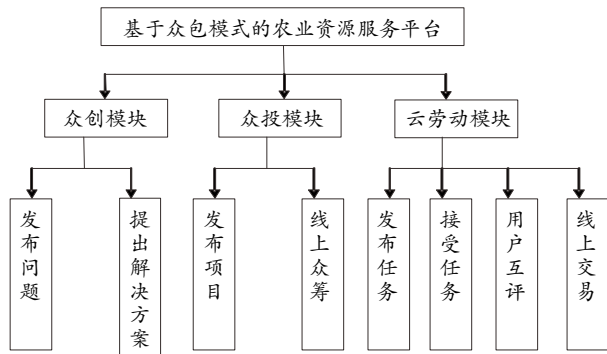 基于众包模式的农业资源服务平台
众创模块
众投模块
云劳动模块
发布问题
提出解决方案
发布项目
线上众筹
发布任务
接受任务
用户互评
线上交易